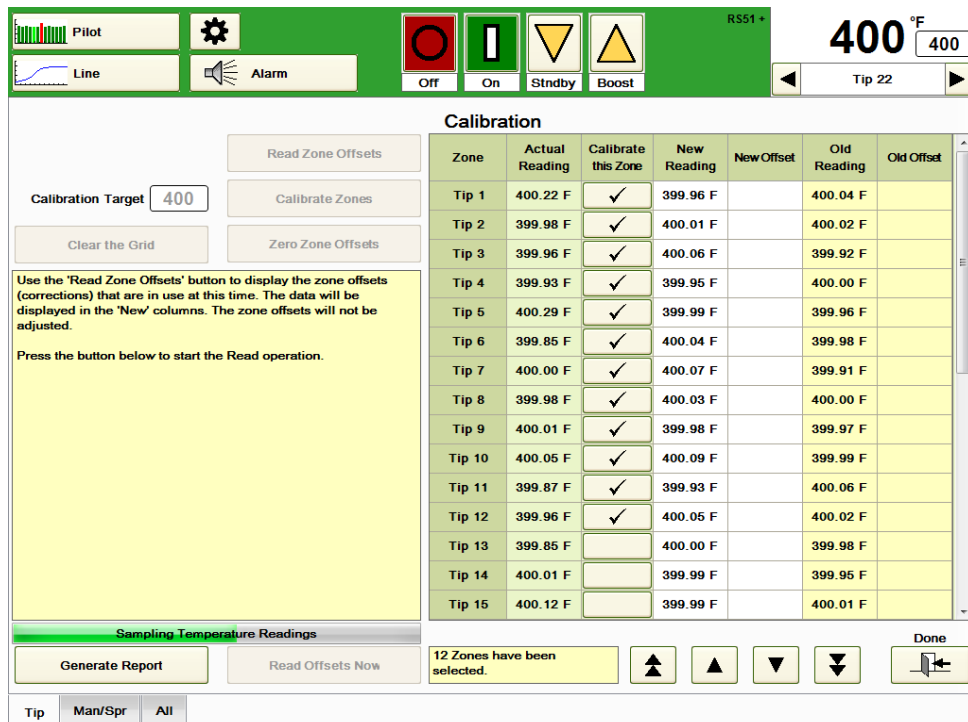 Pilot
RS51 +
400 °F 400
Line
Alarm
Off On Stndby Boost
Tip 22
Calibration
Read Zone Offsets
Calibration Target 400
Calibrate Zones
Clear the Grid
Zero Zone Offsets
Use the 'Read Zone Offsets' button to display the zone offsets
(corrections) that are in use at this time. The data will be
displayed in the 'New' columns. The zone offsets will not be
adjusted.
Press the button below to start the Read operation.
Sampling Temperature Readings
Generate Report
Read Offsets Now
Zone Actual Reading Calibrate this Zone New Reading New Offset Old Reading Old Offset
Tip 1 400.22 F 399.96 F 400.04 F
Tip 2 399.98 F 400.01 F 400.02 F
Tip 3 399.96 F 400.06 F 399.92 F
Tip 4 399.93 F 399.95 F 400.00 F
Tip 5 400.29 F 399.99 F 399.96 F
Tip 6 399.85 F 400.04 F 399.98 F
Tip 7 400.00 F 400.07 F 399.91 F
Tip 8 399.98 F 400.03 F 400.00 F
Tip 9 400.01 F 399.98 F 399.97 F
Tip 10 400.05 F 400.09 F 399.99 F
Tip 11 399.87 F 399.93 F 400.06 F
Tip 12 399.96 F 400.05 F 400.02 F
Tip 13 399.85 F 400.00 F 399.98 F
Tip 14 400.01 F 399.99 F 399.95 F
Tip 15 400.12 F 399.99 F 400.01 F
12 Zones have been
selected.
Done
Tip Man/Spr All